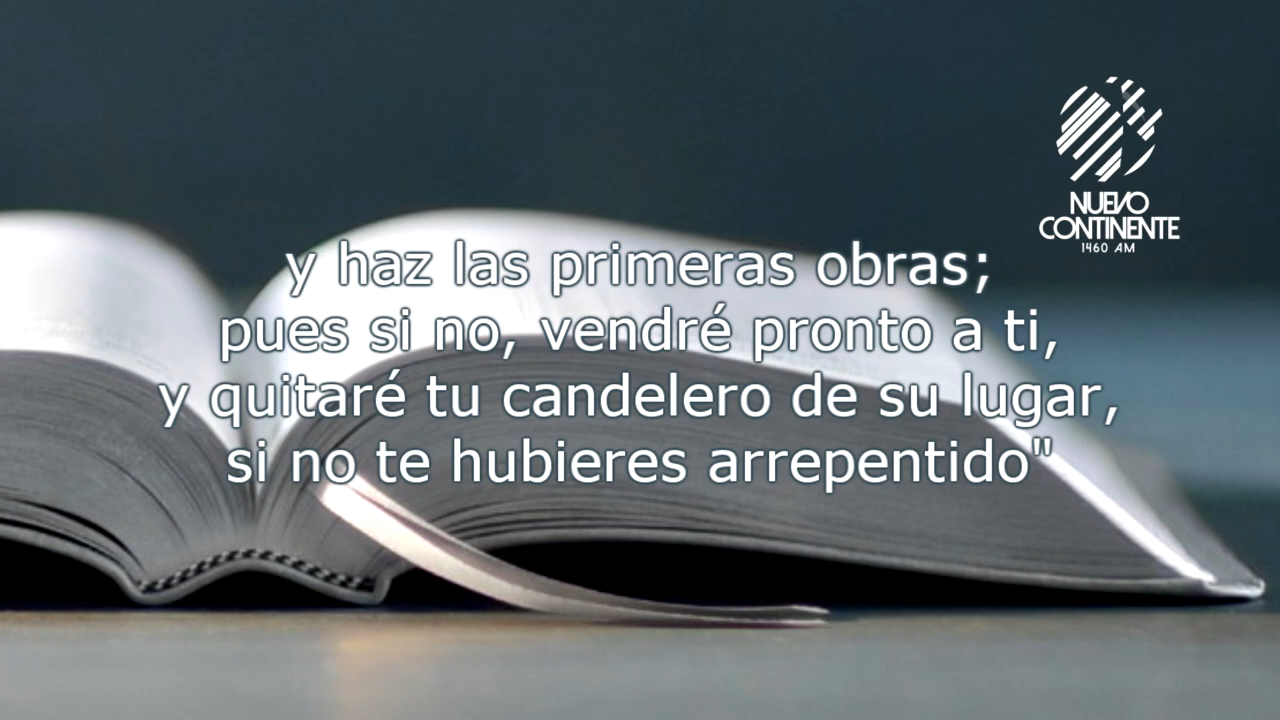 NUEVO
CONTINENTE
1460 AM
y haz las primeras obras;
pues si no, vendré pronto a ti,
y quitaré tu candelero de su lugar,
si no te hubieres arrepentido"